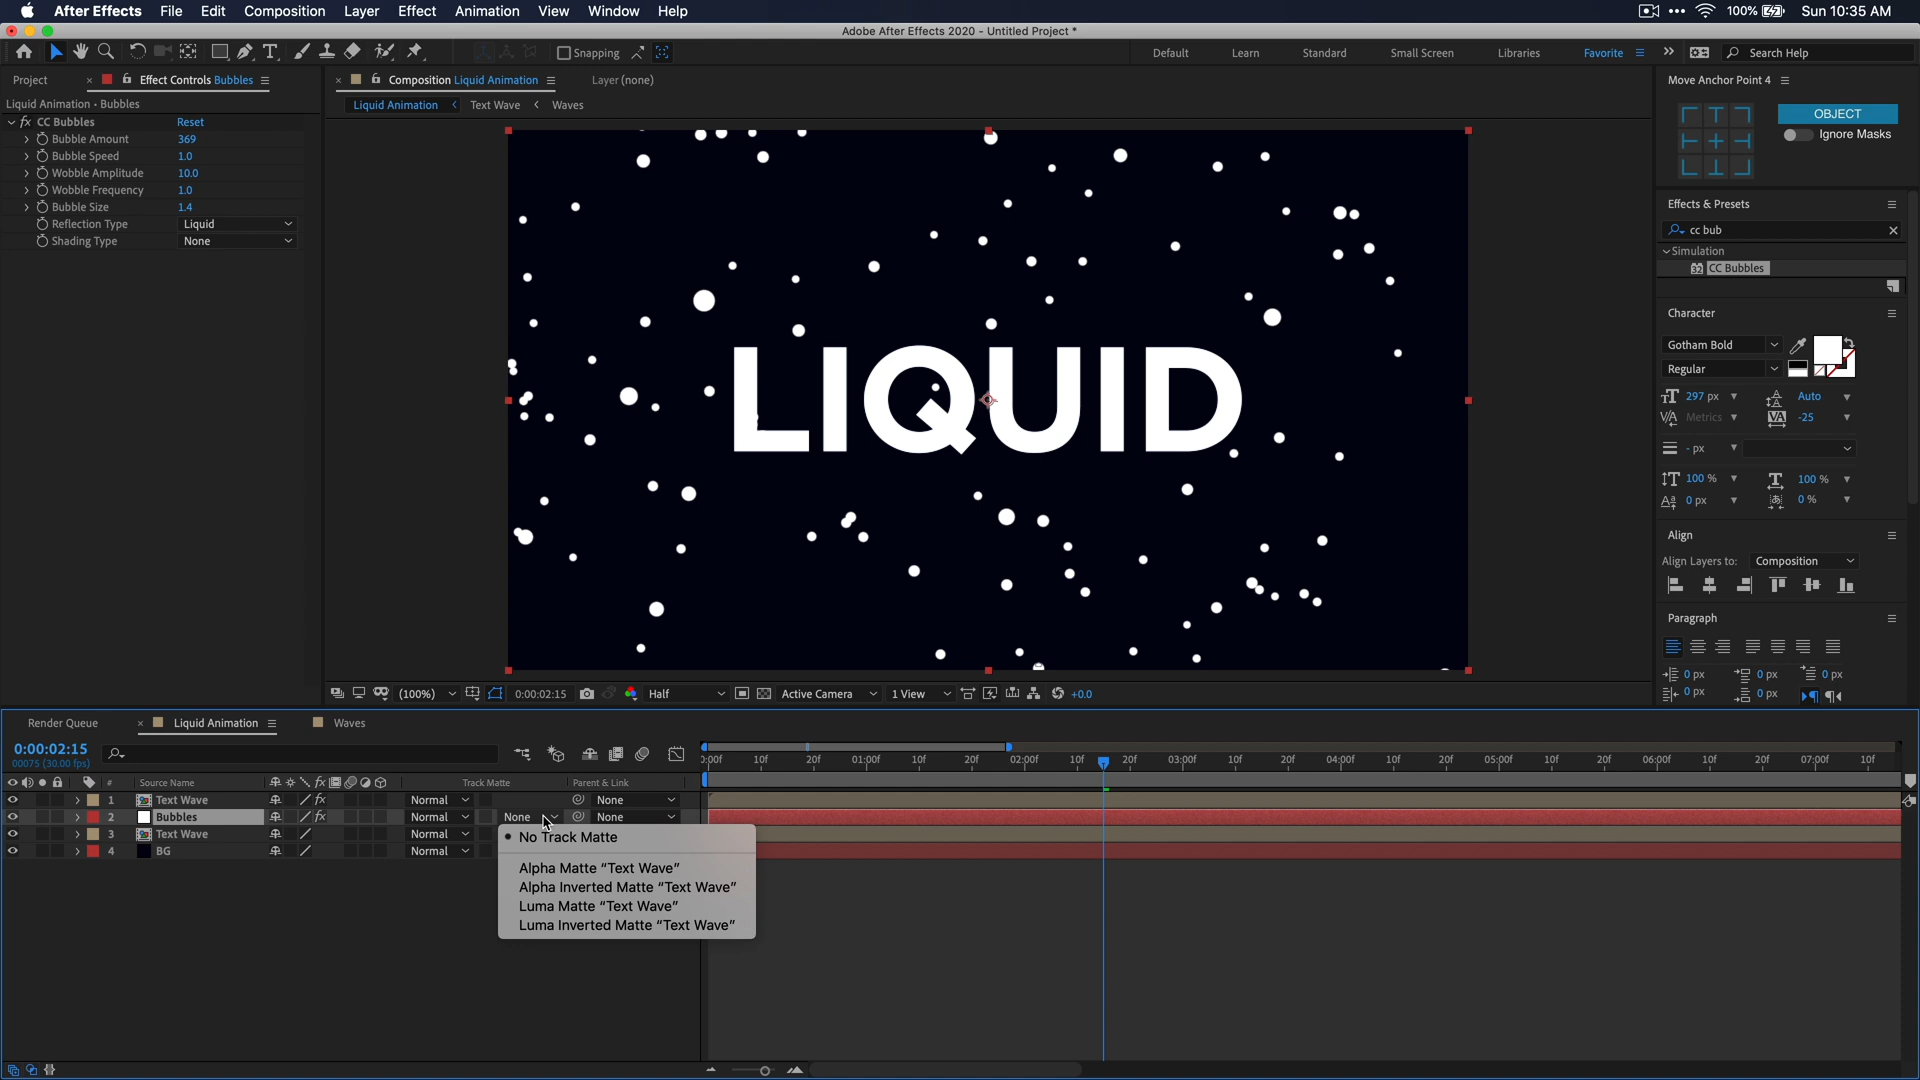 After Effects File Edit Composition Layer Effect Animation View Window Help 100% Sun 10:35 AM
Adobe After Effects 2020 - Untitled Project *
Snapping Default Learn Standard Small Screen Libraries Favorite Search Help
Project Effect Controls Bubbles Composition Liquid Animation Layer (none) Move Anchor Point 4
Liquid Animation • Bubbles
Liquid Animation Text Wave Waves
OBJECT
Ignore Masks
fx CC Bubbles Reset
Bubble Amount 369
Bubble Speed 1.0
Wobble Amplitude 10.0
Wobble Frequency 1.0
Bubble Size 1.4
Reflection Type Liquid
Shading Type None
LIQUID
Effects & Presets
cc bub
Simulation
32 CC Bubbles
Character
Gotham Bold
Regular
297 px Auto
Metrics -25
- px
100 % 100 %
0 px 0 %
Align
Align Layers to: Composition
Paragraph
0 px 0 px 0 px
0 px 0 px
(100%) 0:00:02:15 Half Active Camera 1 View +0.0
Render Queue Liquid Animation Waves
0:00:02:15
00075 (30.00 fps)
0:00f 10f 20f 01:00f 10f 20f 02:00f 10f 20f 03:00f 10f 20f 04:00f 10f 20f 05:00f 10f 20f 06:00f 10f 20f 07:00f 10f
# Source Name fx Track Matte Parent & Link
1 Text Wave fx Normal None
2 Bubbles fx Normal None None
3 Text Wave Normal
4 BG Normal
No Track Matte
Alpha Matte “Text Wave”
Alpha Inverted Matte “Text Wave”
Luma Matte “Text Wave”
Luma Inverted Matte “Text Wave”